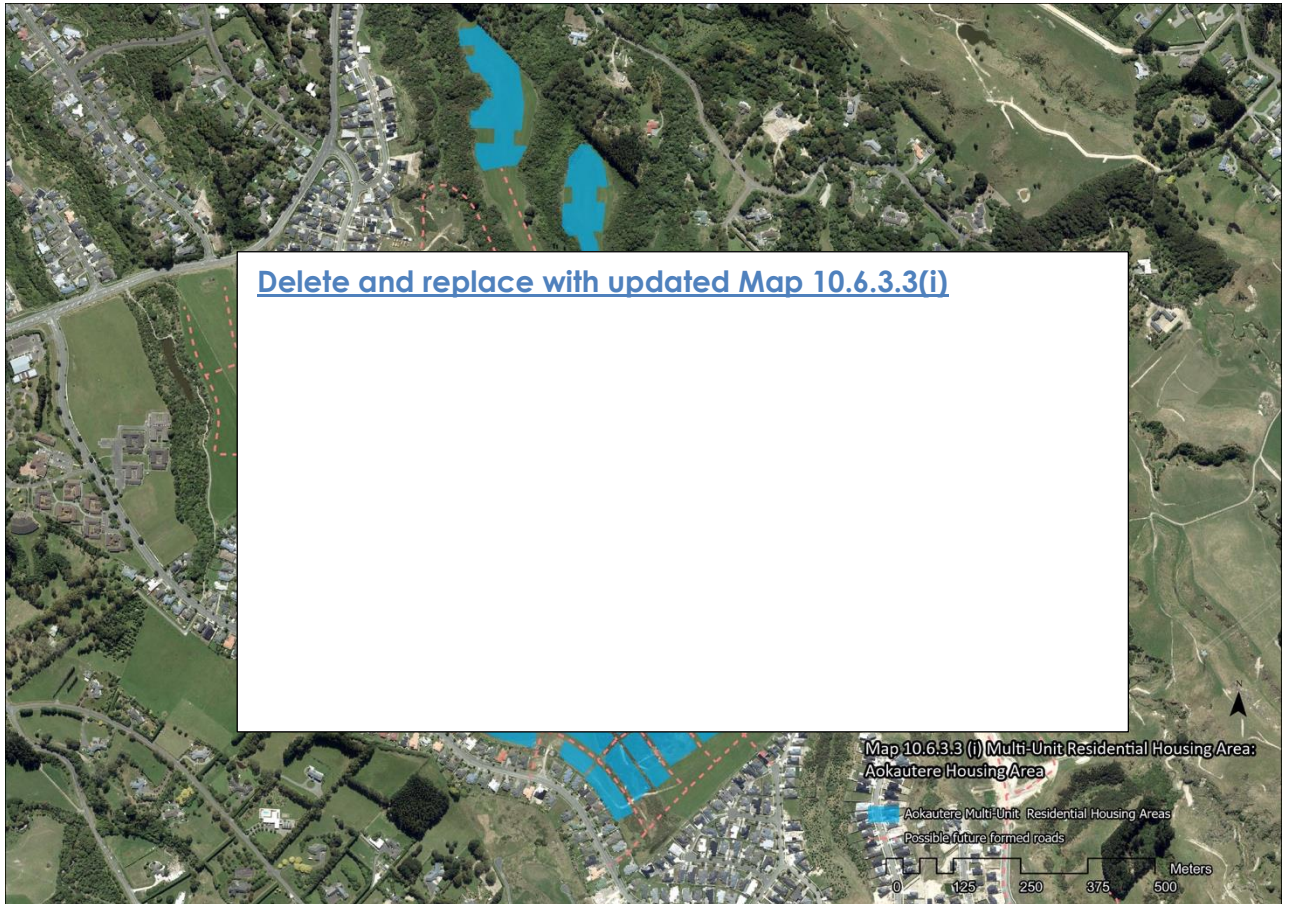 Delete and replace with updated Map 10.6.3.3(i)
N
Map 10.6.3.3 (i) Multi-Unit Residential Housing Area:
Aokautere Housing Area
Aokautere Multi-Unit Residential Housing Areas
Possible future formed roads
Meters
0 125 250 375 500